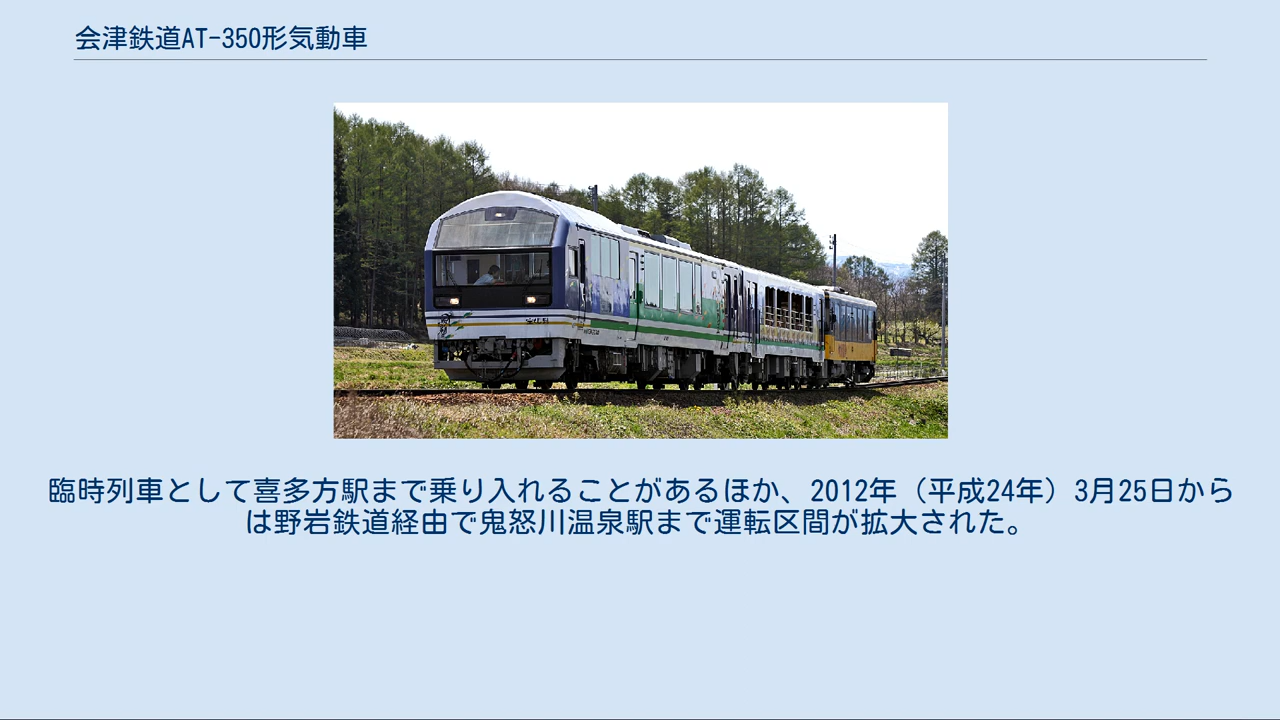 会津鉄道AT-350形気動車
臨時列車として喜多方駅まで乗り入れることがあるほか、2012年（平成24年）3月25日から
は野岩鉄道経由で鬼怒川温泉駅まで運転区間が拡大された。